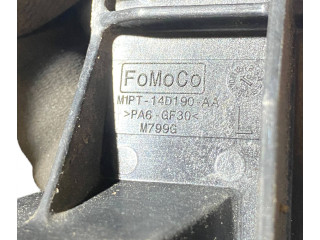 FoMoCo
M1PT-14D190-AA
>PA6-GF30<
M799G
L